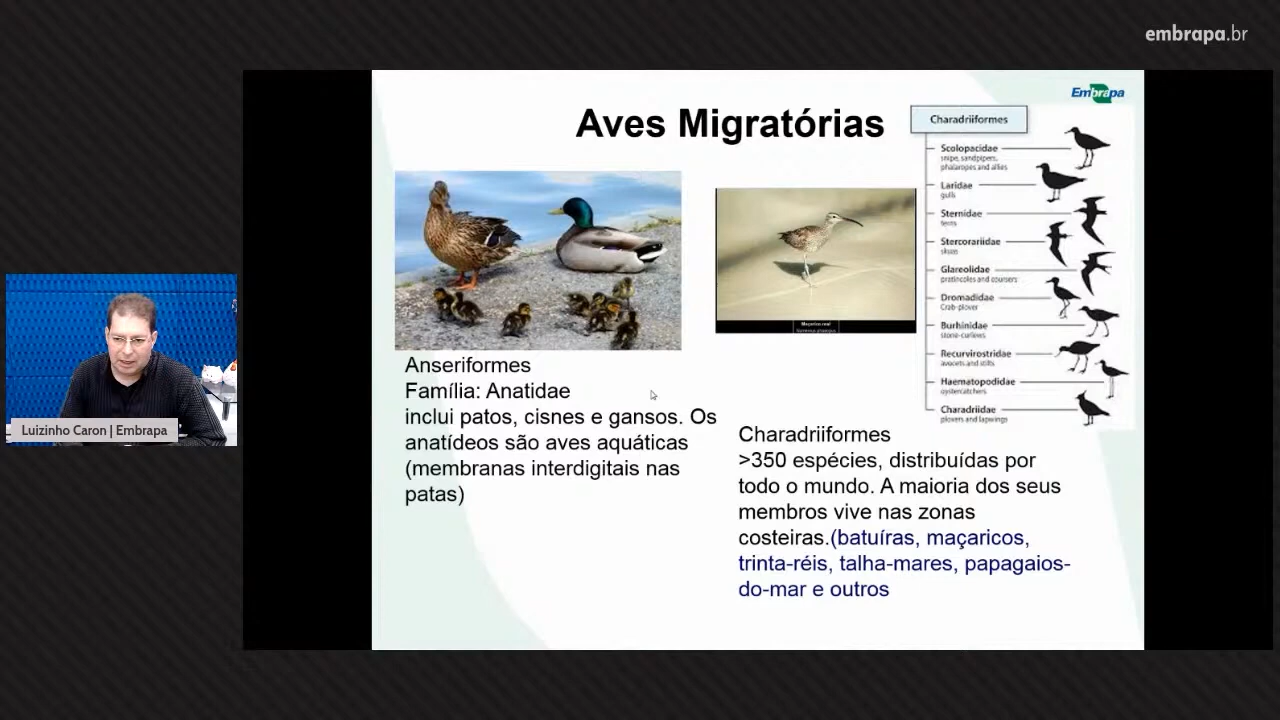 embrapa.br
Embrapa
Aves Migratórias
Charadriiformes
Scolopacidae
snipe, sandpipers,
phalaropes and allies
Laridae
gulls
Sternidae
terns
Stercorariidae
skuas
Glareolidae
pratincoles and coursers
Dromadidae
Crab-plover
Burhinidae
stone-curlews
Recurvirostridae
avocets and stilts
Haematopodidae
oystercatchers
Charadriidae
plovers and lapwings
Maçarico-real
Anseriformes
Família: Anatidae
inclui patos, cisnes e gansos. Os
anatídeos são aves aquáticas
(membranas interdigitais nas
patas)
Charadriiformes
>350 espécies, distribuídas por
todo o mundo. A maioria dos seus
membros vive nas zonas
costeiras.(batuíras, maçaricos,
trinta-réis, talha-mares, papagaios-
do-mar e outros
Luizinho Caron | Embrapa